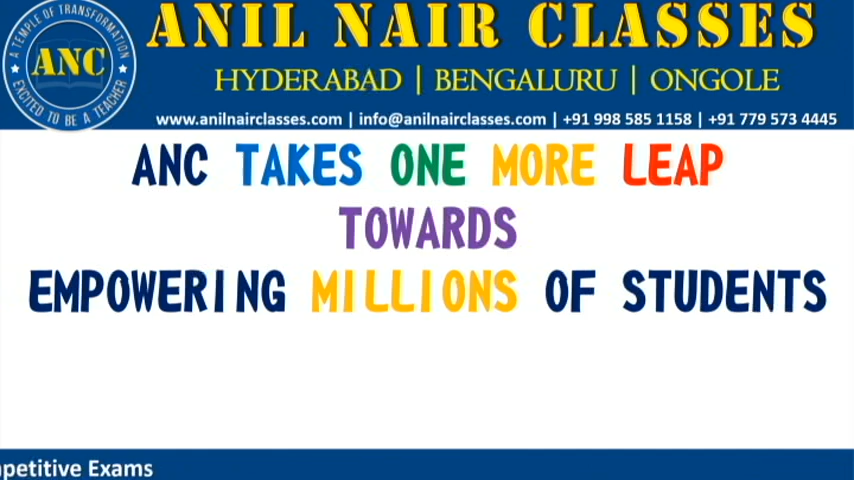 ANIL NAIR CLASSES
A TEMPLE OF TRANSFORMATION
ANC
EXCITED TO BE A TEACHER
HYDERABAD | BENGALURU | ONGOLE
www.anilnairclasses.com | info@anilnairclasses.com | +91 998 585 1158 | +91 779 573 4445
ANC TAKES ONE MORE LEAP
TOWARDS
EMPOWERING MILLIONS OF STUDENTS
petitive Exams